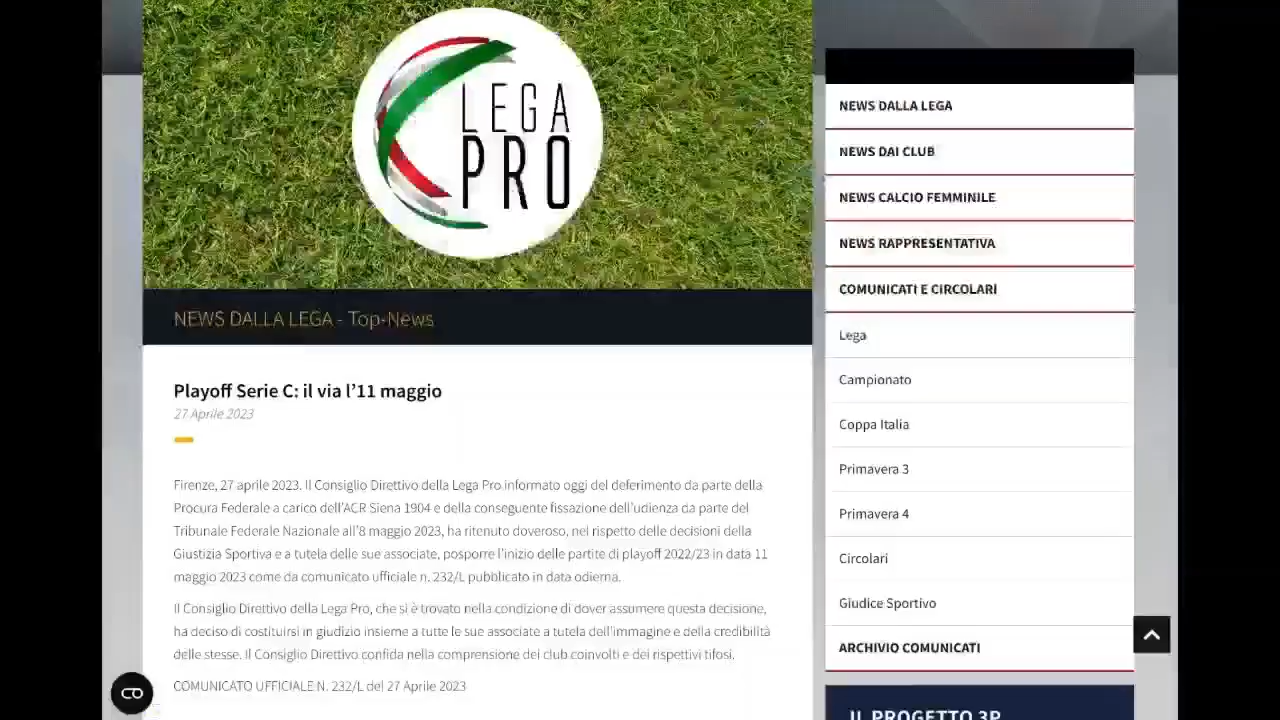 LEGA
PRO
NEWS DALLA LEGA - Top-News
Playoff Serie C: il via l’11 maggio
27 Aprile 2023
Firenze, 27 aprile 2023. Il Consiglio Direttivo della Lega Pro informato oggi del deferimento da parte della
Procura Federale a carico dell’ACR Siena 1904 e della conseguente fissazione dell’udienza da parte del
Tribunale Federale Nazionale all’8 maggio 2023, ha ritenuto doveroso, nel rispetto delle decisioni della
Giustizia Sportiva e a tutela delle sue associate, posporre l’inizio delle partite di playoff 2022/23 in data 11
maggio 2023 come da comunicato ufficiale n. 232/L pubblicato in data odierna.
Il Consiglio Direttivo della Lega Pro, che si è trovato nella condizione di dover assumere questa decisione,
ha deciso di costituirsi in giudizio insieme a tutte le sue associate a tutela dell’immagine e della credibilità
delle stesse. Il Consiglio Direttivo confida nella comprensione dei club coinvolti e dei rispettivi tifosi.
COMUNICATO UFFICIALE N. 232/L del 27 Aprile 2023
NEWS DALLA LEGA
NEWS DAI CLUB
NEWS CALCIO FEMMINILE
NEWS RAPPRESENTATIVA
COMUNICATI E CIRCOLARI
Lega
Campionato
Coppa Italia
Primavera 3
Primavera 4
Circolari
Giudice Sportivo
ARCHIVIO COMUNICATI
IL PROGETTO 3P